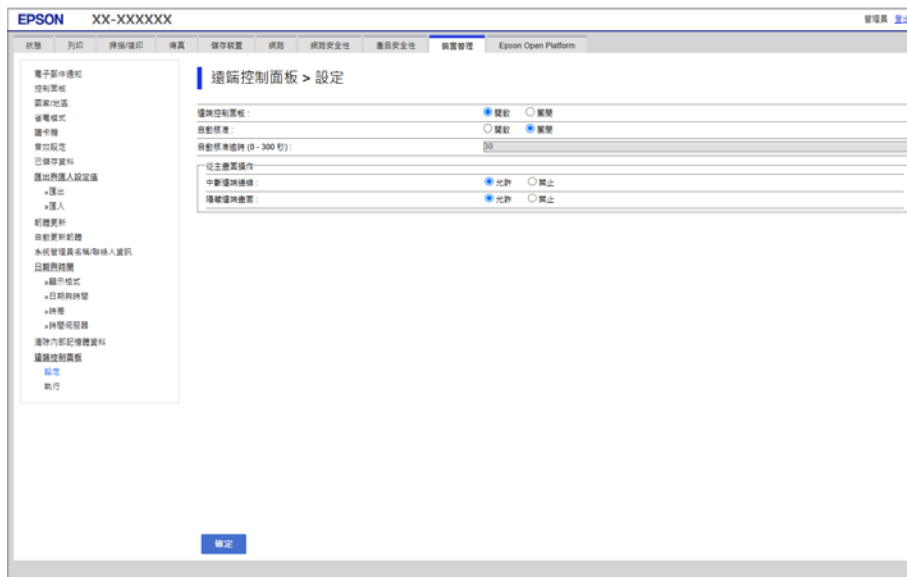 EPSON XX-XXXXXX 管理員 登出
狀態 列印 掃描/複印 傳真 儲存裝置 網路 網路安全性 產品安全性 裝置管理 Epson Open Platform
電子郵件通知
控制面板
國家/地區
省電模式
讀卡機
音效設定
已儲存資料
匯出與匯入設定值
»匯出
»匯入
韌體更新
自動更新韌體
系統管理員名稱/聯絡人資訊
日期與時間
»顯示格式
»日期與時間
»時差
»時間伺服器
清除內部記憶體資料
遠端控制面板
設定
執行
遠端控制面板 > 設定
遠端控制面板 : 開啟 關閉
自動核准 : 開啟 關閉
自動核准逾時 (0 - 300 秒) : 30
從主畫面操作
中斷遠端連線 : 允許 禁止
隱藏遠端畫面 : 允許 禁止
確定